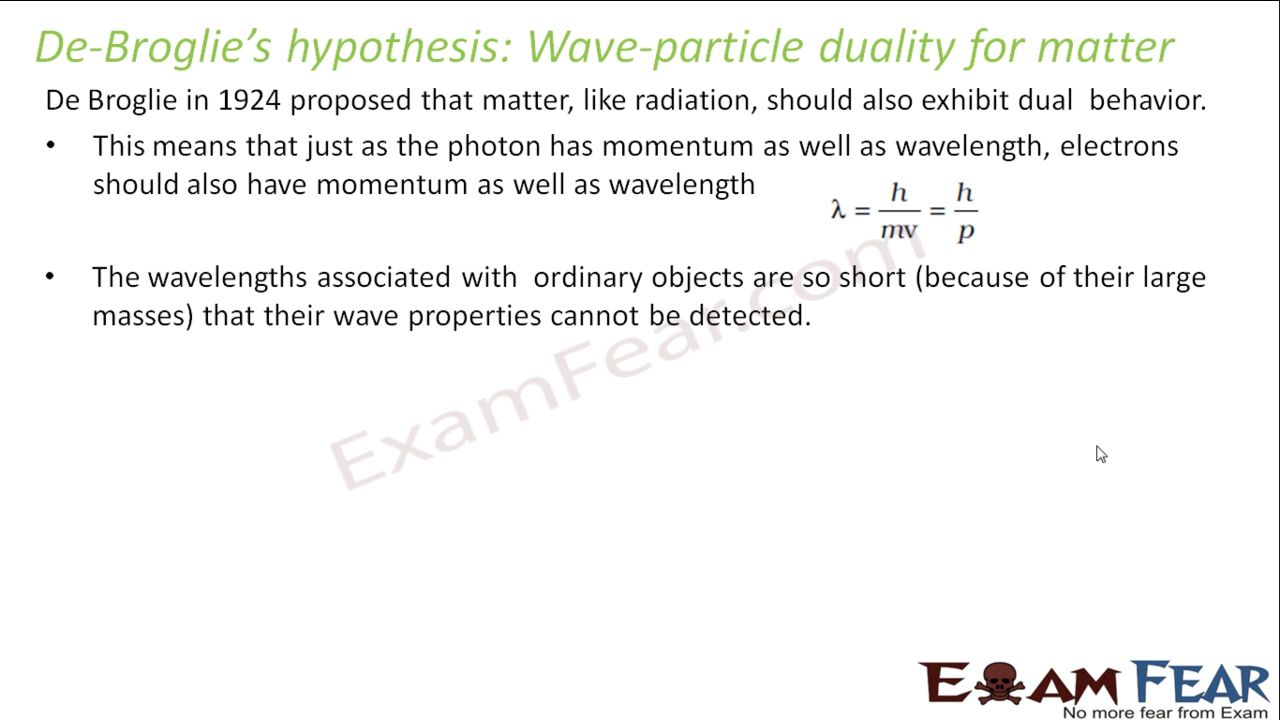 De-Broglie's hypothesis: Wave-particle duality for matter
De Broglie in 1924 proposed that matter, like radiation, should also exhibit dual behavior.
• This means that just as the photon has momentum as well as wavelength, electrons
should also have momentum as well as wavelength
λ = h/mv = h/p
• The wavelengths associated with ordinary objects are so short (because of their large
masses) that their wave properties cannot be detected.
ExamFear.com
EXAM FEAR
No more fear from Exam